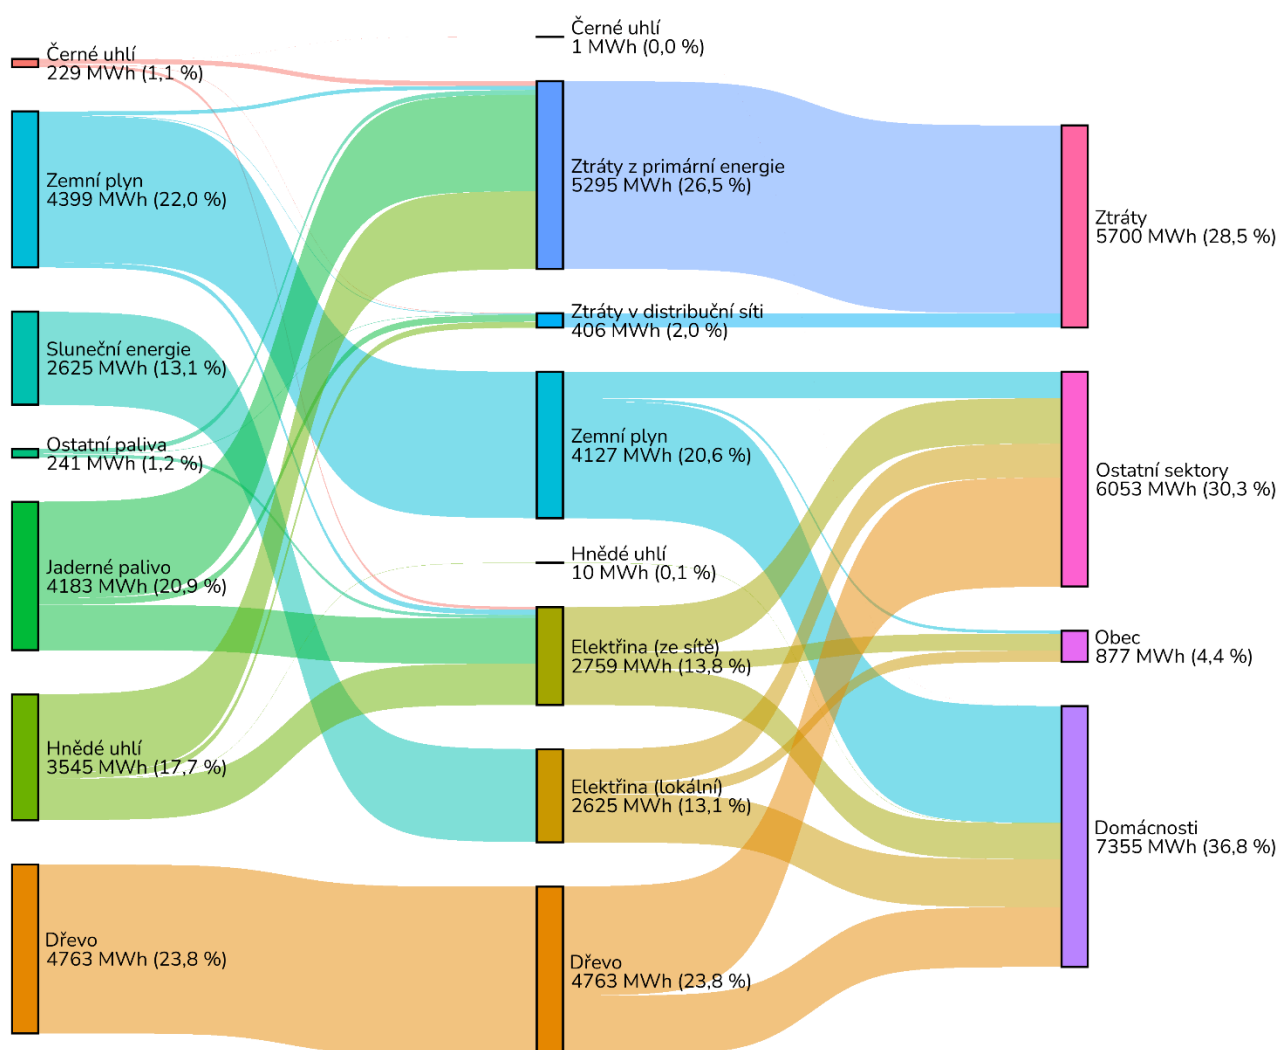 Černé uhlí
229 MWh (1,1 %)
Zemní plyn
4399 MWh (22,0 %)
Sluneční energie
2625 MWh (13,1 %)
Ostatní paliva
241 MWh (1,2 %)
Jaderné palivo
4183 MWh (20,9 %)
Hnědé uhlí
3545 MWh (17,7 %)
Dřevo
4763 MWh (23,8 %)
Černé uhlí
1 MWh (0,0 %)
Ztráty z primární energie
5295 MWh (26,5 %)
Ztráty v distribuční síti
406 MWh (2,0 %)
Zemní plyn
4127 MWh (20,6 %)
Hnědé uhlí
10 MWh (0,1 %)
Elektřina (ze sítě)
2759 MWh (13,8 %)
Elektřina (lokální)
2625 MWh (13,1 %)
Dřevo
4763 MWh (23,8 %)
Ztráty
5700 MWh (28,5 %)
Ostatní sektory
6053 MWh (30,3 %)
Obec
877 MWh (4,4 %)
Domácnosti
7355 MWh (36,8 %)